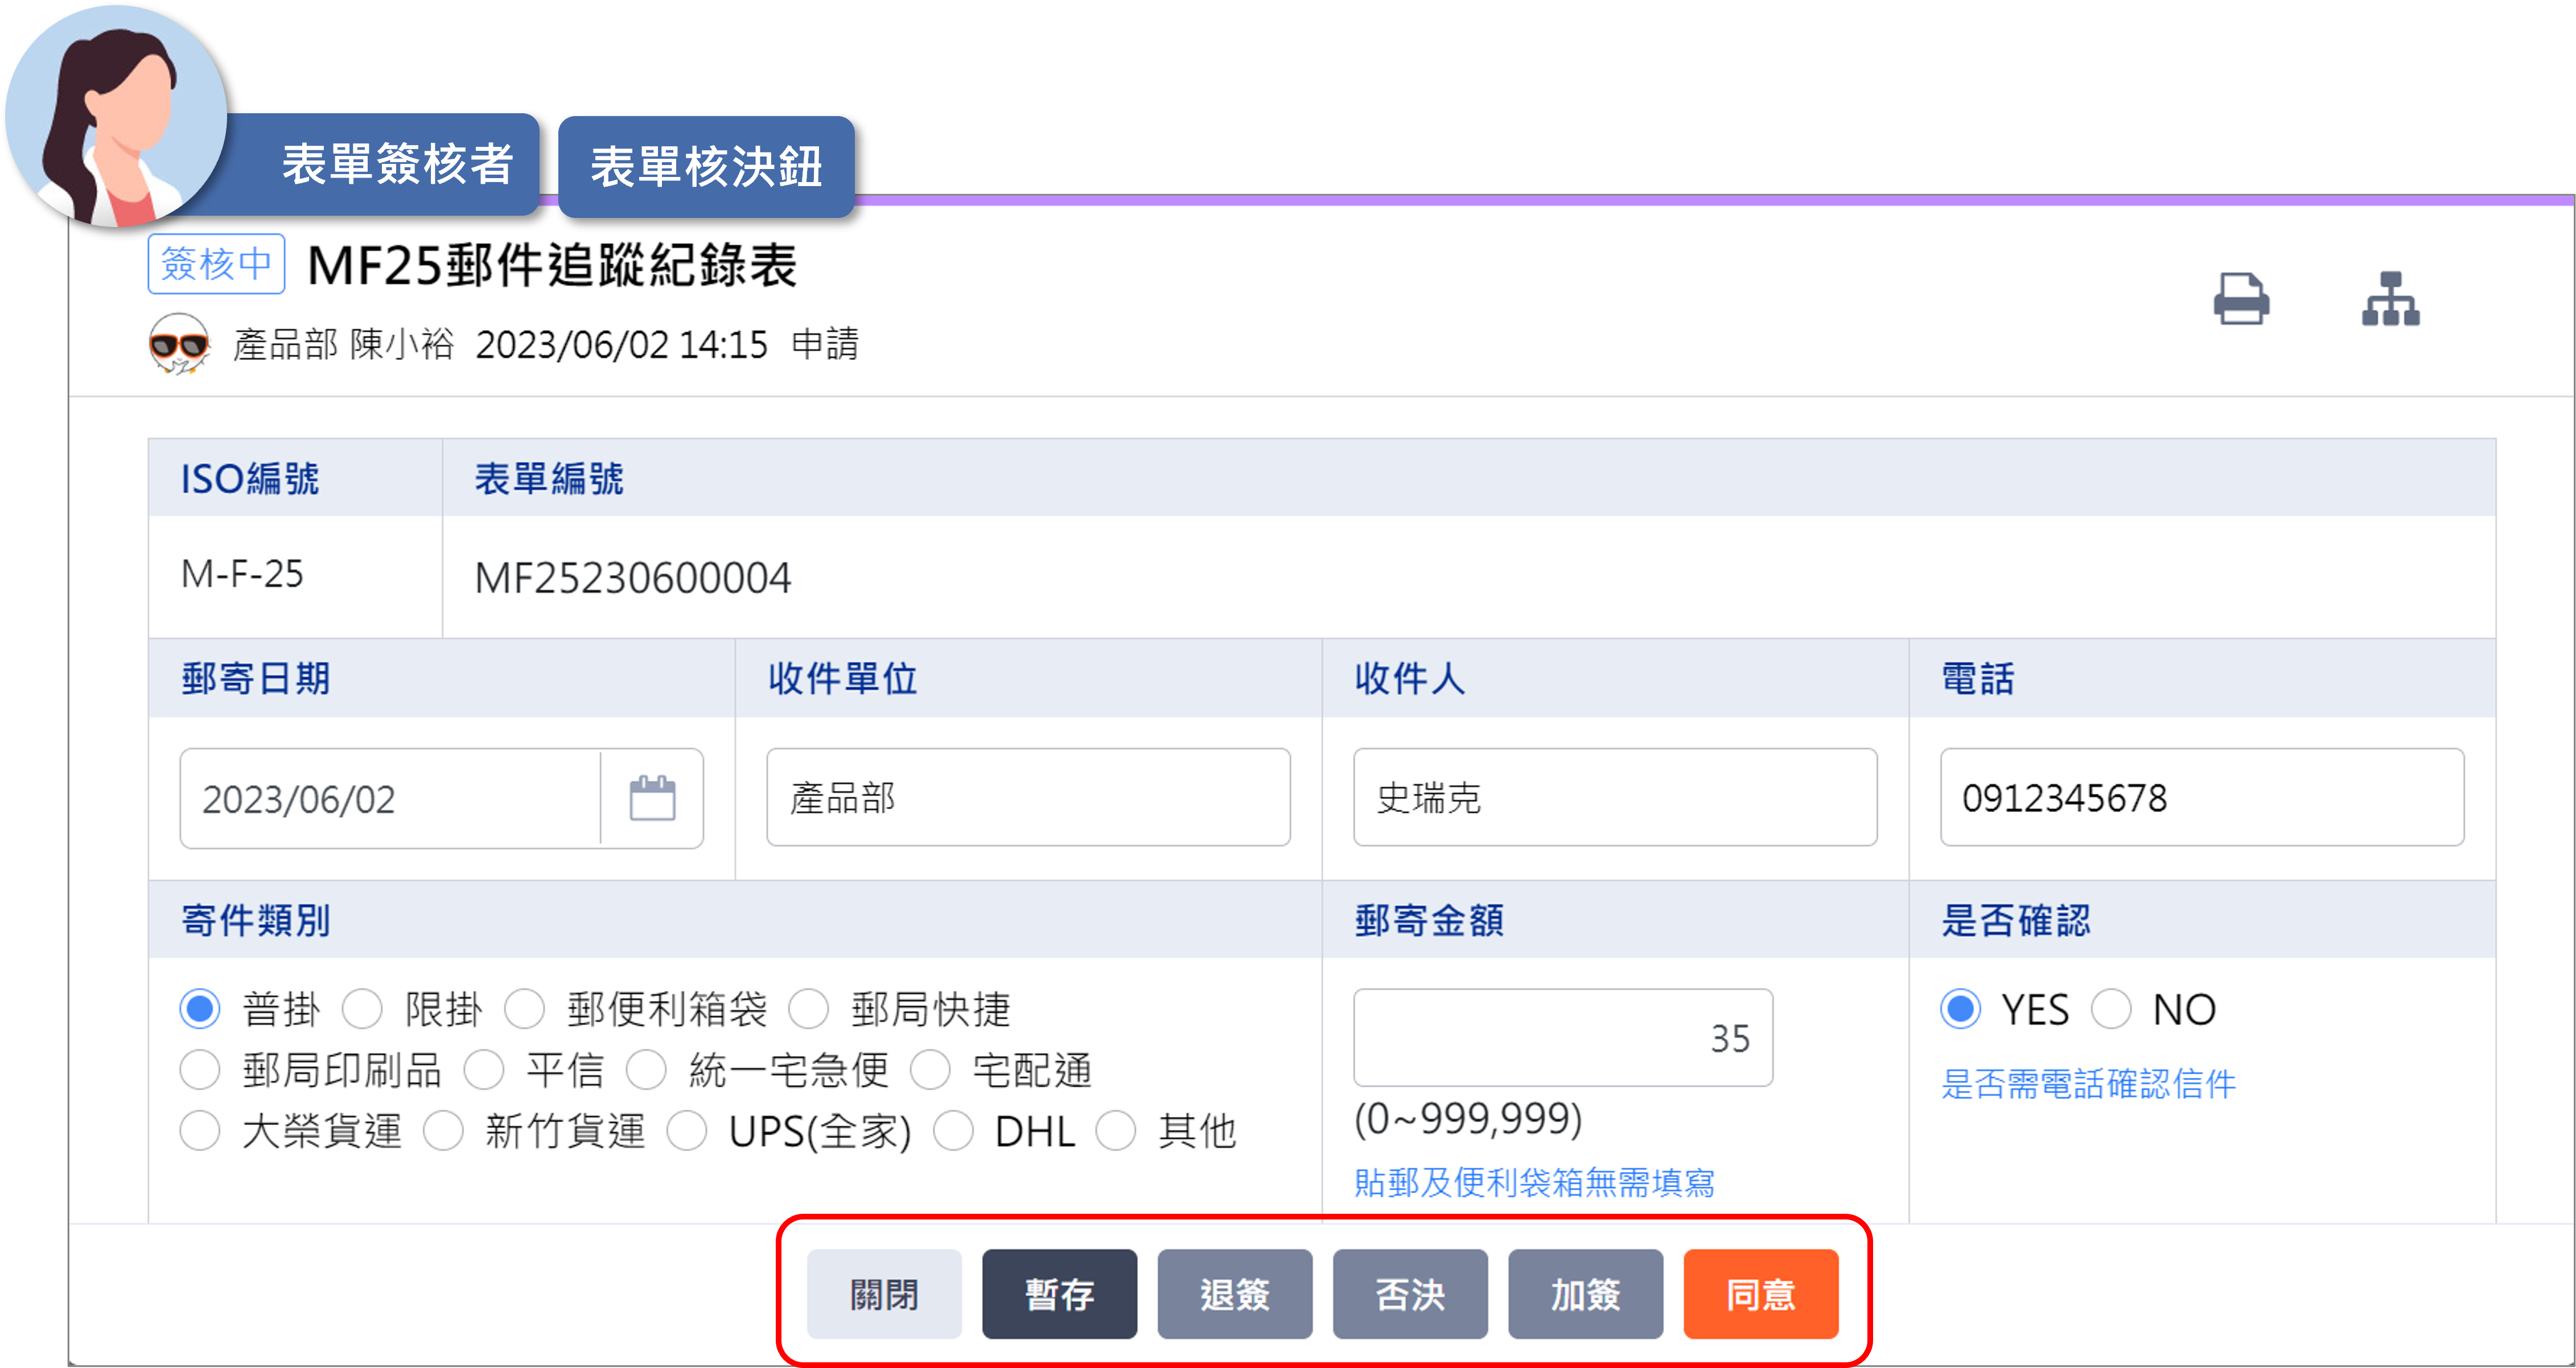 表單簽核者
表單核決鈕
簽核中 MF25郵件追蹤紀錄表
產品部 陳小裕 2023/06/02 14:15 申請
ISO編號 表單編號
M-F-25 MF25230600004
郵寄日期 收件單位 收件人 電話
2023/06/02 產品部 史瑞克 0912345678
寄件類別 郵寄金額 是否確認
普掛 限掛 郵便利箱袋 郵局快捷
郵局印刷品 平信 統一宅急便 宅配通
大榮貨運 新竹貨運 UPS(全家) DHL 其他
35
(0~999,999)
貼郵及便利袋箱無需填寫
YES NO
是否需電話確認信件
關閉 暫存 退簽 否決 加簽 同意